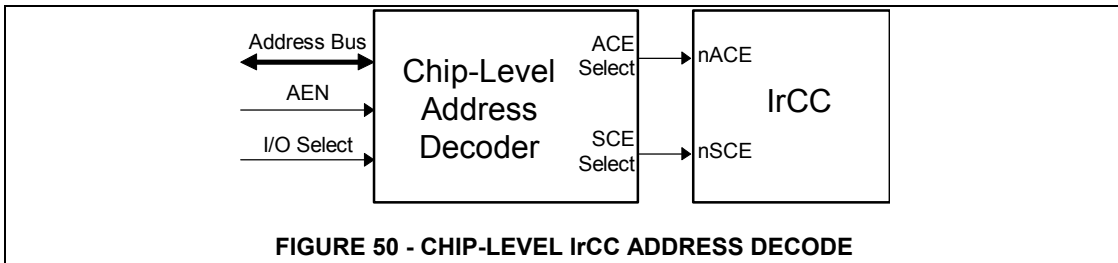 Address Bus
AEN
I/O Select
Chip-Level
Address
Decoder
ACE
Select
SCE
Select
nACE
IrCC
nSCE
FIGURE 50 - CHIP-LEVEL IrCC ADDRESS DECODE